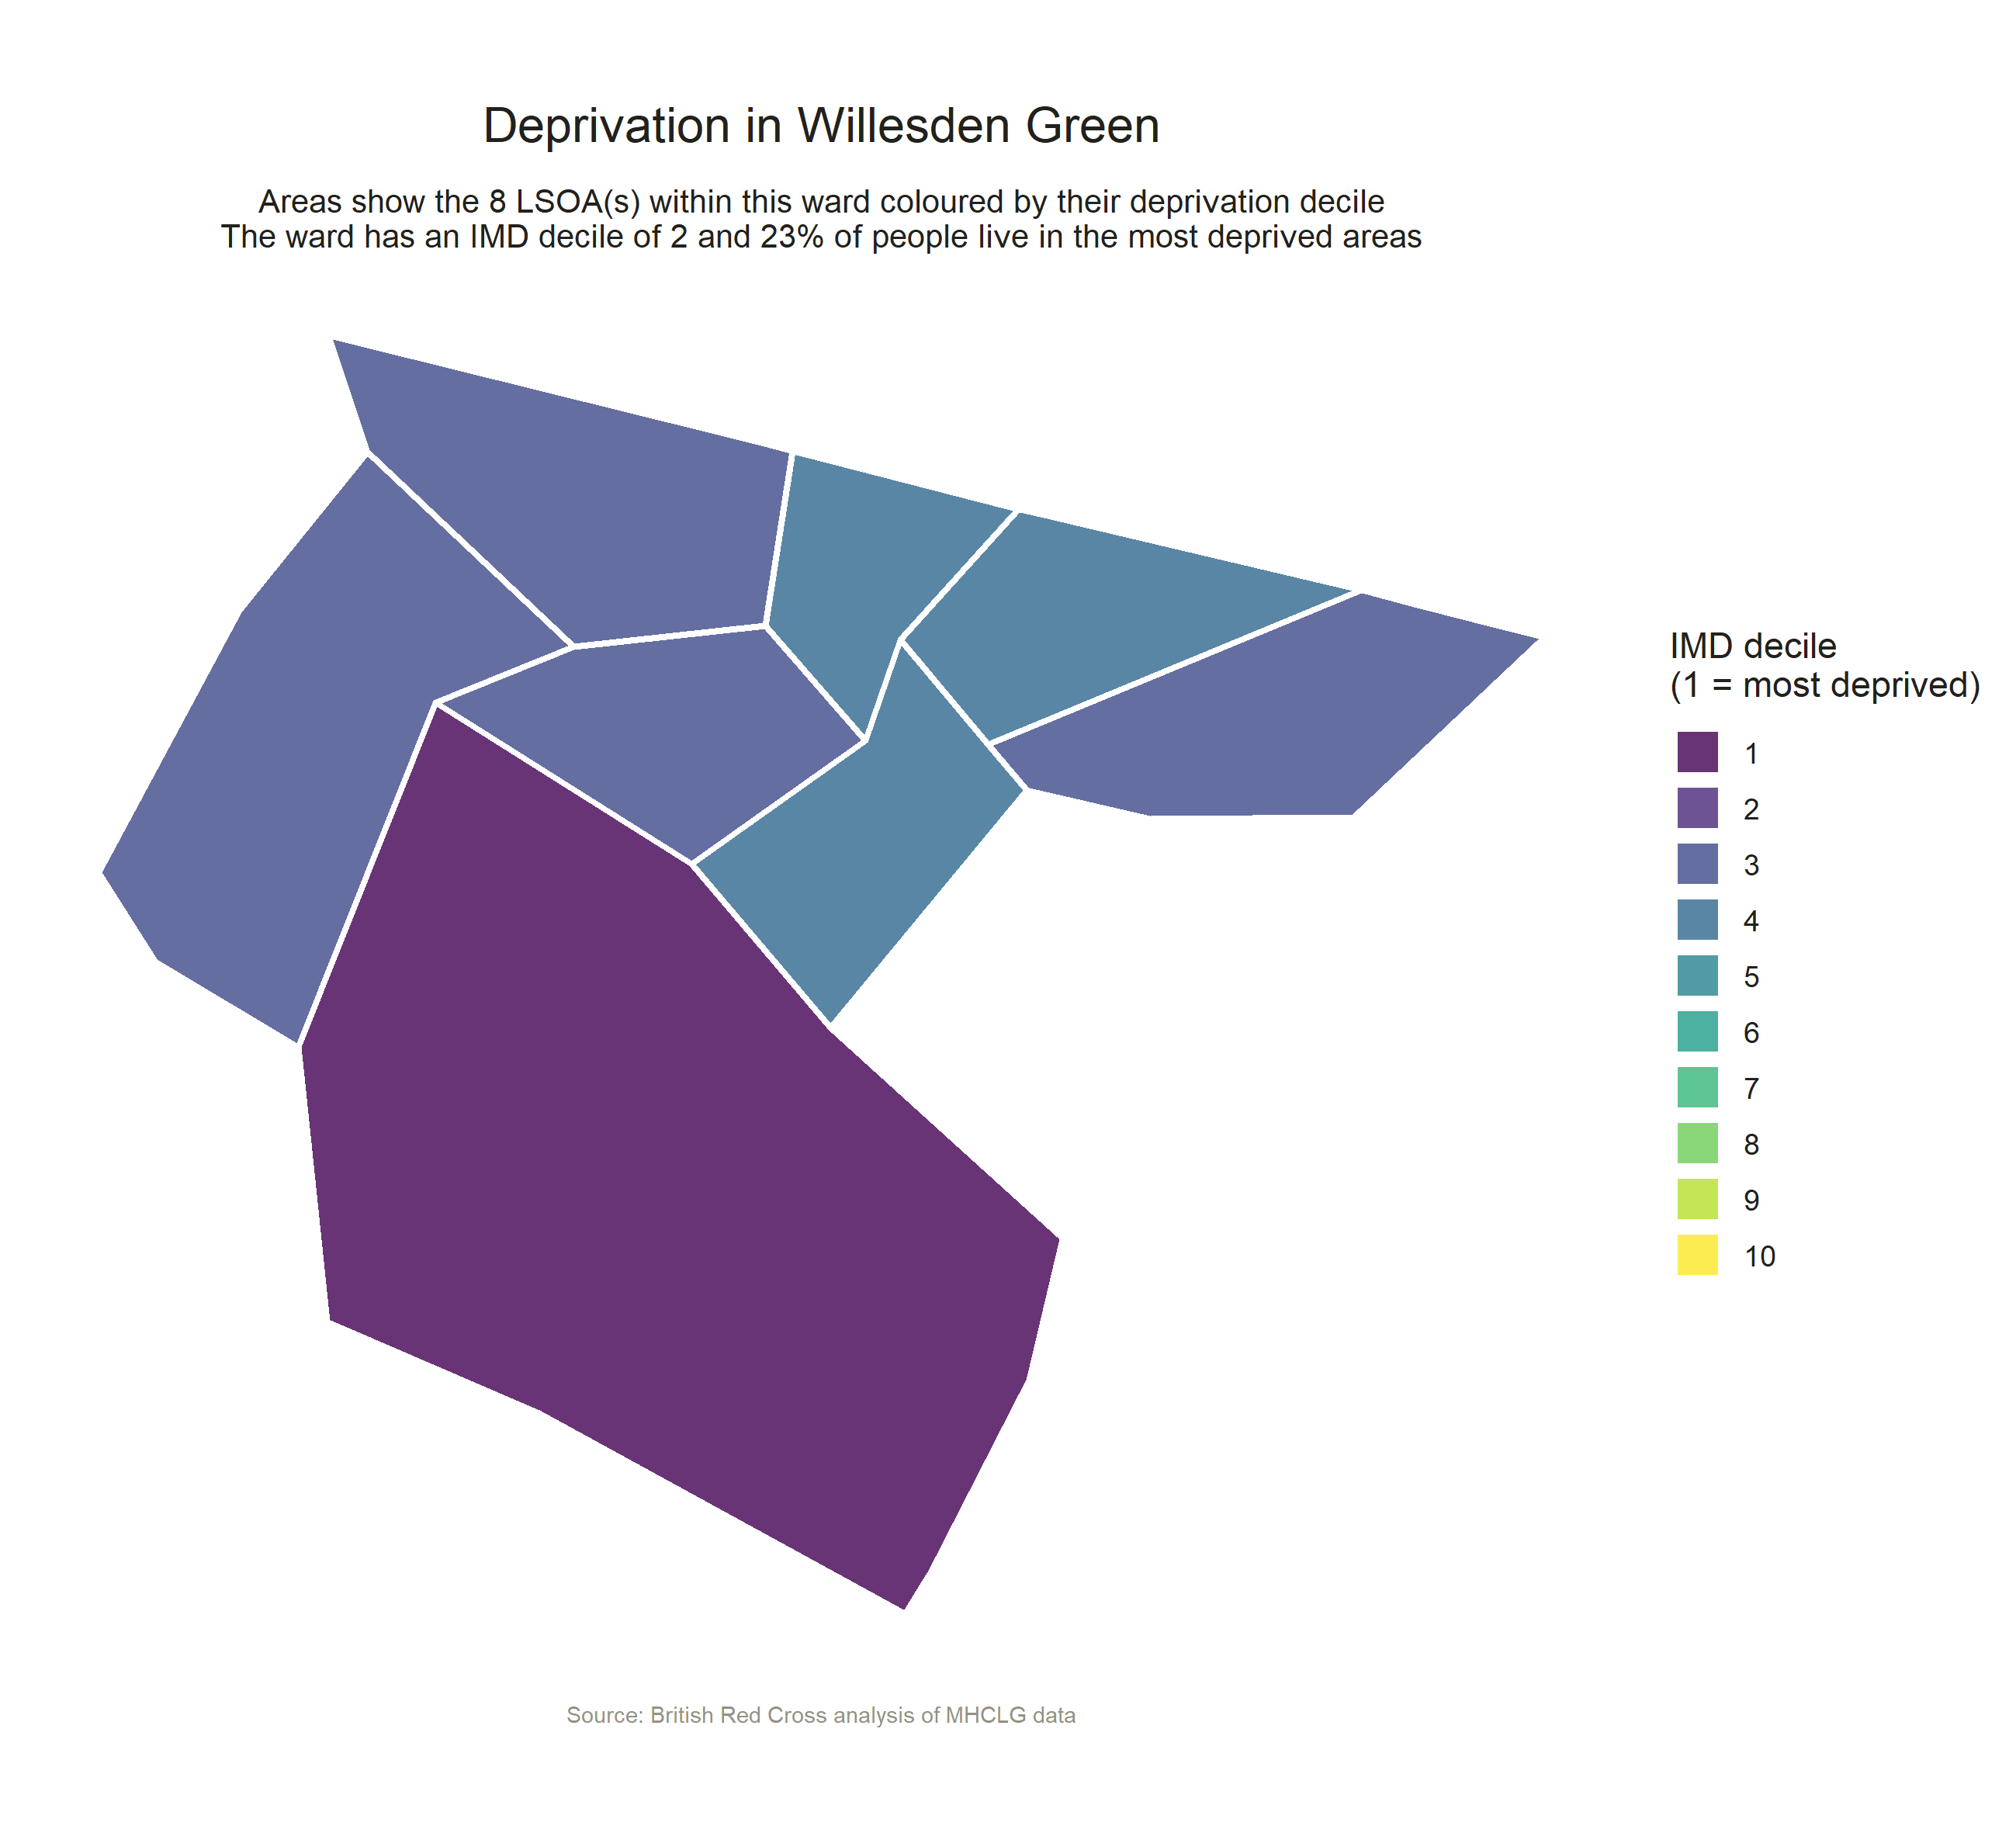 Deprivation in Willesden Green
Areas show the 8 LSOA(s) within this ward coloured by their deprivation decile
The ward has an IMD decile of 2 and 23% of people live in the most deprived areas
IMD decile
(1 = most deprived)
1
2
3
4
5
6
7
8
9
10
Source: British Red Cross analysis of MHCLG data